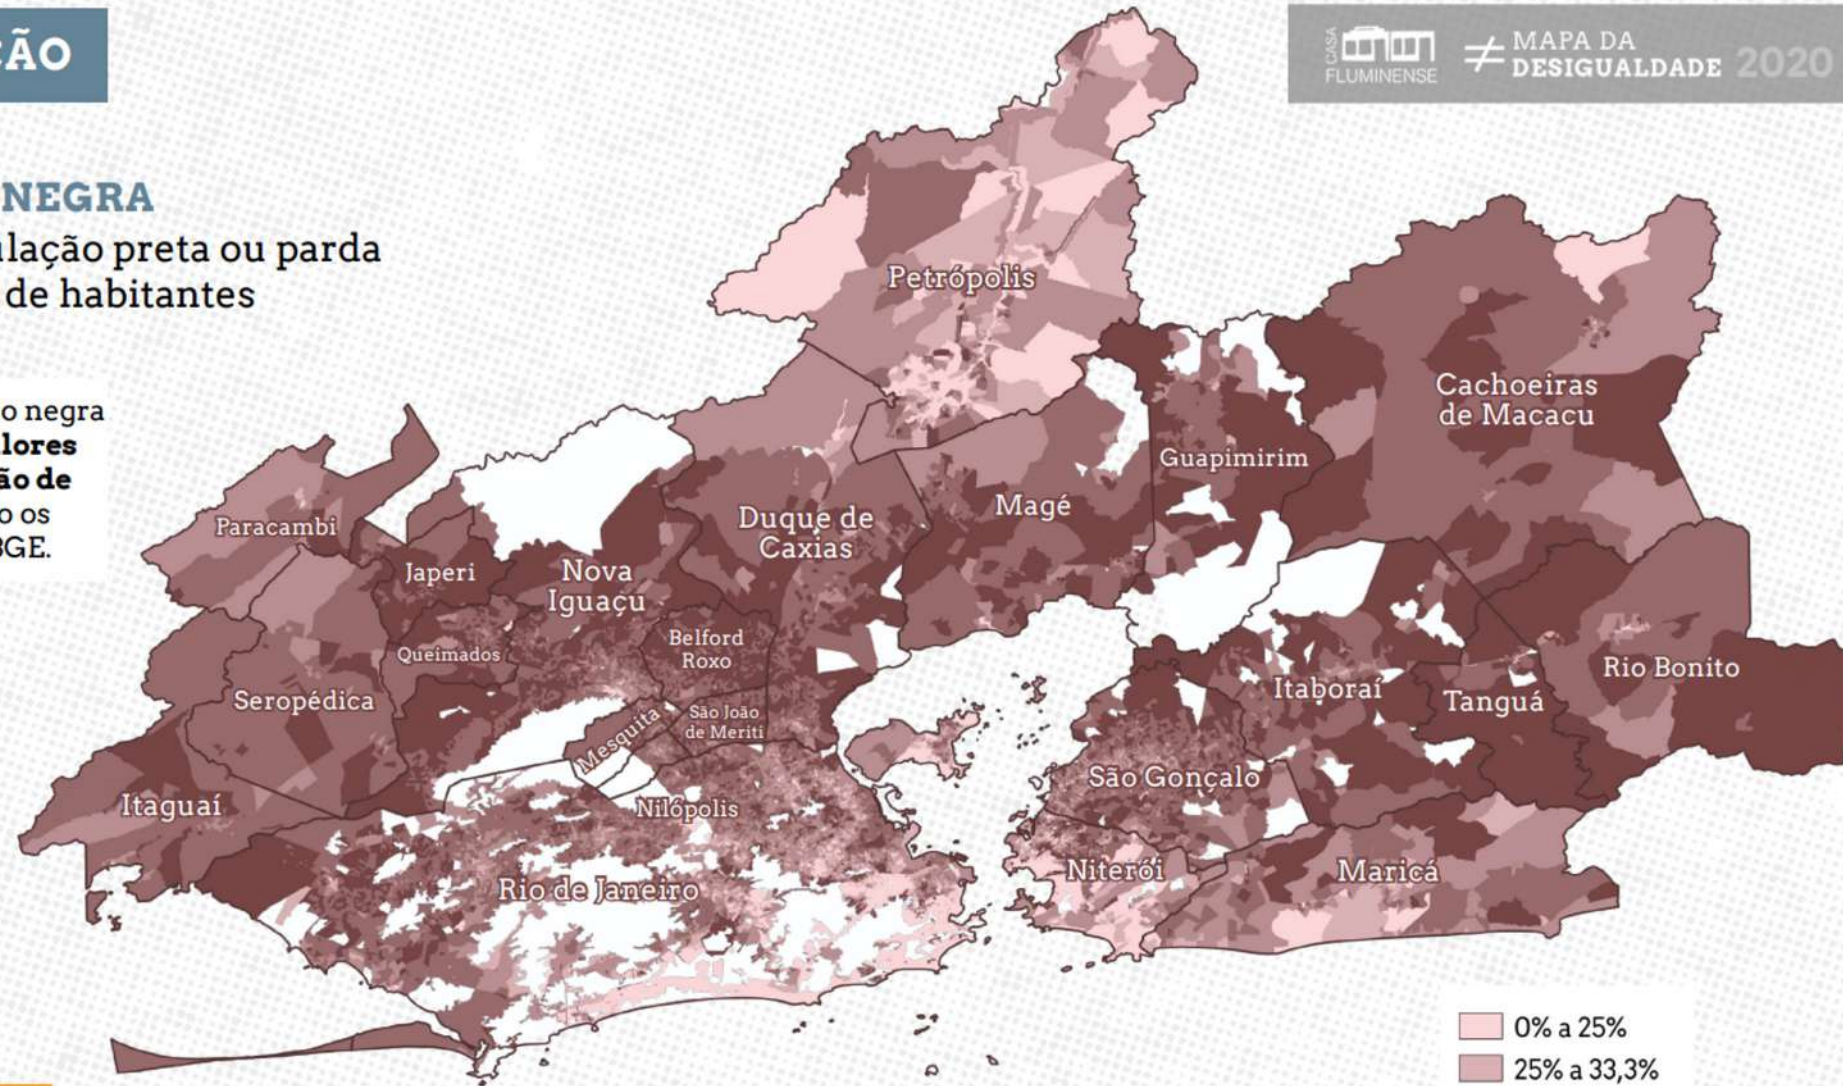 ÇÃO
CASA
FLUMINENSE
≠ MAPA DA
DESIGUALDADE 2020
NEGRA
ulação preta ou parda
de habitantes
o negra
lores
ão de
o os
BGE.
Petrópolis
Cachoeiras
de Macacu
Guapimirim
Magé
Duque de
Caxias
Paracambi
Japeri
Nova
Iguaçu
Belford
Roxo
Queimados
Seropédica
Mesquita
São João
de Meriti
Itaguaí
Nilópolis
Rio de Janeiro
Rio Bonito
Itaboraí
Tanguá
São Gonçalo
Niterói
Maricá
0% a 25%
25% a 33,3%